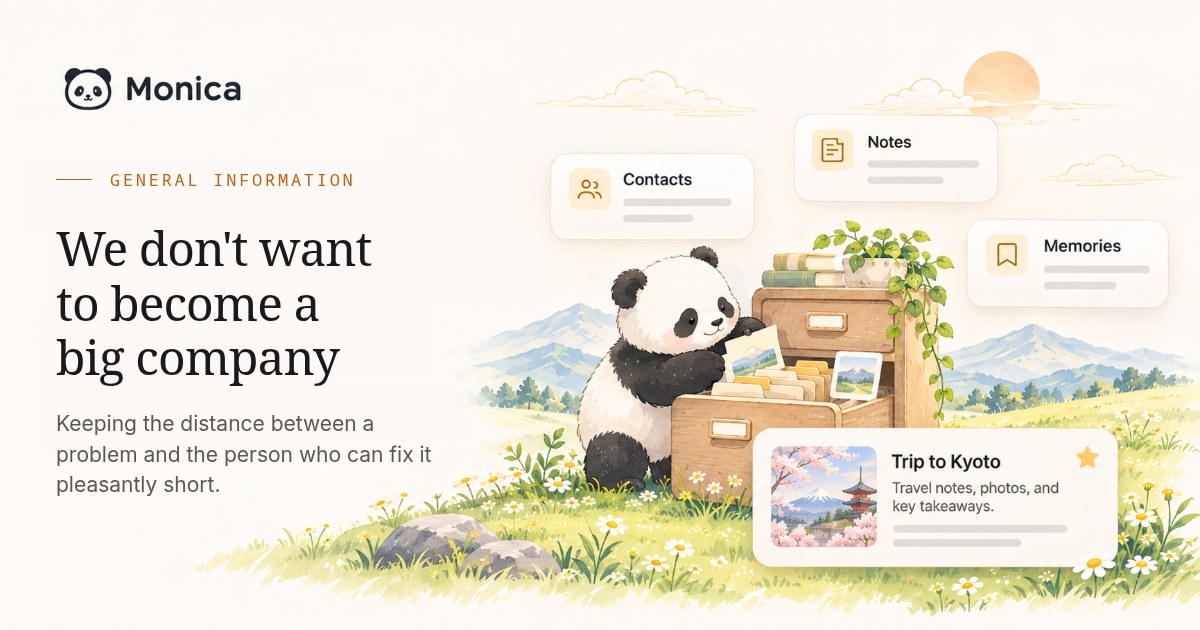 Monica
GENERAL INFORMATION
We don't want
to become a
big company
Keeping the distance between a
problem and the person who can fix it
pleasantly short.
Contacts
Notes
Memories
Trip to Kyoto
Travel notes, photos, and
key takeaways.